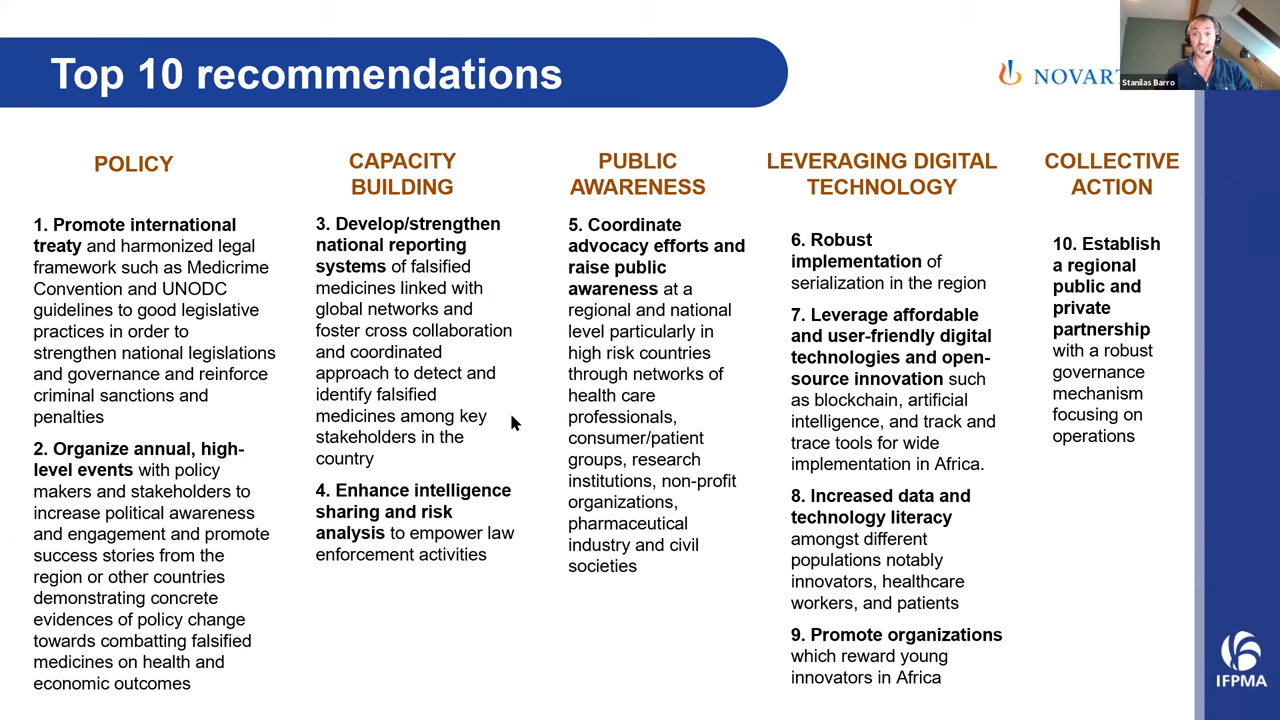 Top 10 recommendations
NOVART
Stanilas Barro
POLICY
1. Promote international
treaty and harmonized legal
framework such as Medicrime
Convention and UNODC
guidelines to good legislative
practices in order to
strengthen national legislations
and governance and reinforce
criminal sanctions and
penalties
2. Organize annual, high-
level events with policy
makers and stakeholders to
increase political awareness
and engagement and promote
success stories from the
region or other countries
demonstrating concrete
evidences of policy change
towards combatting falsified
medicines on health and
economic outcomes
CAPACITY
BUILDING
3. Develop/strengthen
national reporting
systems of falsified
medicines linked with
global networks and
foster cross collaboration
and coordinated
approach to detect and
identify falsified
medicines among key
stakeholders in the
country
4. Enhance intelligence
sharing and risk
analysis to empower law
enforcement activities
PUBLIC
AWARENESS
5. Coordinate
advocacy efforts and
raise public
awareness at a
regional and national
level particularly in
high risk countries
through networks of
health care
professionals,
consumer/patient
groups, research
institutions, non-profit
organizations,
pharmaceutical
industry and civil
societies
LEVERAGING DIGITAL
TECHNOLOGY
6. Robust
implementation of
serialization in the region
7. Leverage affordable
and user-friendly digital
technologies and open-
source innovation such
as blockchain, artificial
intelligence, and track and
trace tools for wide
implementation in Africa.
8. Increased data and
technology literacy
amongst different
populations notably
innovators, healthcare
workers, and patients
9. Promote organizations
which reward young
innovators in Africa
COLLECTIVE
ACTION
10. Establish
a regional
public and
private
partnership
with a robust
governance
mechanism
focusing on
operations
IFPMA